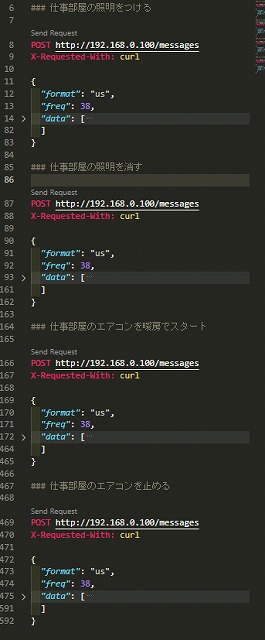 6 ### 仕事部屋の照明をつける
7
Send Request
8 POST http://192.168.0.100/messages
9 X-Requested-With: curl
10
11 {
12 "format": "us",
13 "freq": 38,
14 > "data": [ ···
82 ]
83 }
84
85 ### 仕事部屋の照明を消す
86
Send Request
87 POST http://192.168.0.100/messages
88 X-Requested-With: curl
89
90 {
91 "format": "us",
92 "freq": 38,
93 > "data": [ ···
161 ]
162 }
163
164 ### 仕事部屋のエアコンを暖房でスタート
165
Send Request
166 POST http://192.168.0.100/messages
167 X-Requested-With: curl
168
169 {
170 "format": "us",
171 "freq": 38,
172 > "data": [ ···
464 ]
465 }
466
467 ### 仕事部屋のエアコンを止める
468
Send Request
469 POST http://192.168.0.100/messages
470 X-Requested-With: curl
471
472 {
473 "format": "us",
474 "freq": 38,
475 > "data": [ ···
591 ]
592 }